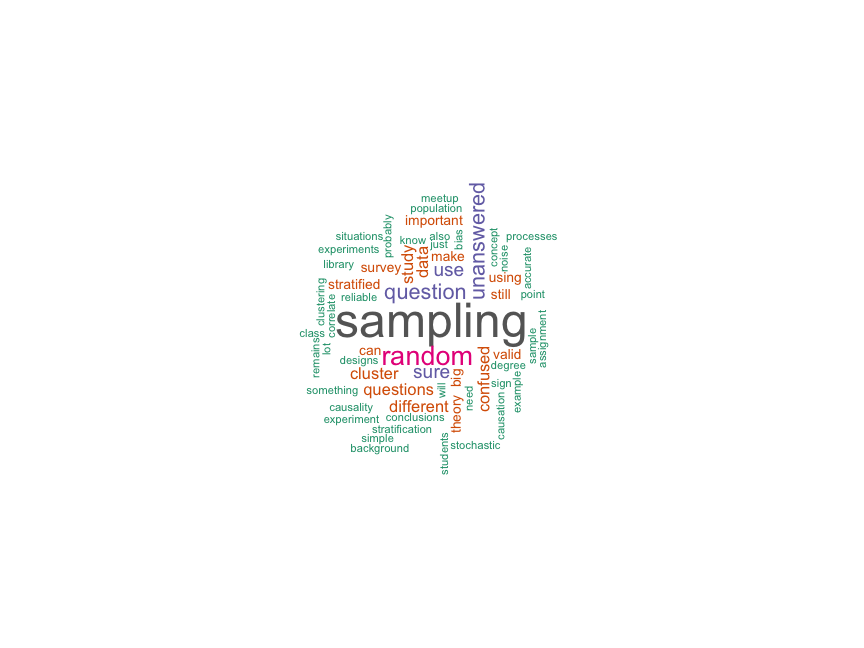 meetup
population
important
unanswered
situations
probably
know
also
just
bias
concept
noise
processes
experiments
library
survey
study
data
make
use
accurate
using
stratified
reliable
question
still
point
clustering
correlate
sampling
class
remains
lot
can
designs
random
valid
degree
sample
assignment
cluster
sure
confused
sign
example
something
questions
will
big
need
causation
causality
different
theory
experiment
conclusions
stratification
simple
background
students
stochastic